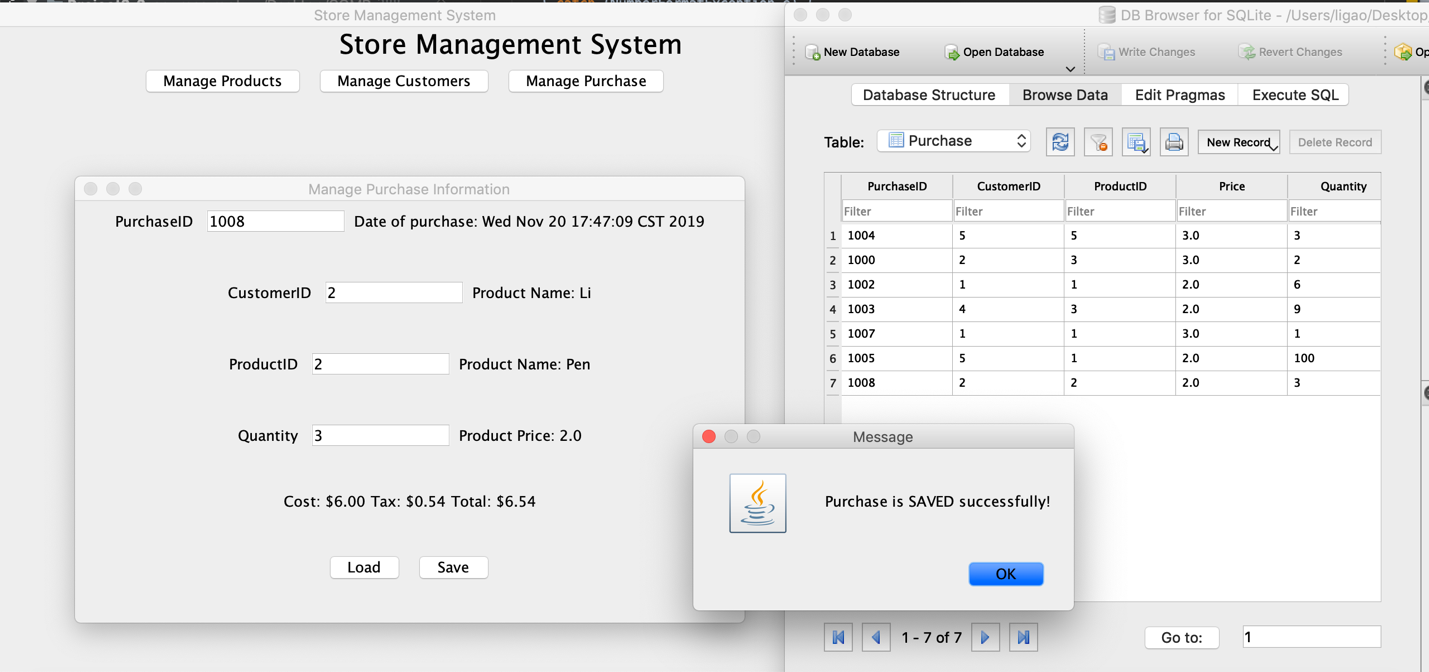 Store Management System
Store Management System
Manage Products Manage Customers Manage Purchase
Manage Purchase Information
PurchaseID 1008 Date of purchase: Wed Nov 20 17:47:09 CST 2019
CustomerID 2 Product Name: Li
ProductID 2 Product Name: Pen
Quantity 3 Product Price: 2.0
Cost: $6.00 Tax: $0.54 Total: $6.54
Load Save
Message
Purchase is SAVED successfully!
OK
DB Browser for SQLite - /Users/ligao/Desktop/
New Database Open Database Write Changes Revert Changes Op
Database Structure Browse Data Edit Pragmas Execute SQL
Table: Purchase New Record Delete Record
PurchaseID CustomerID ProductID Price Quantity
Filter Filter Filter Filter Filter
1 1004 5 5 3.0 3
2 1000 2 3 3.0 2
3 1002 1 1 2.0 6
4 1003 4 3 2.0 9
5 1007 1 1 3.0 1
6 1005 5 1 2.0 100
7 1008 2 2 2.0 3
1 - 7 of 7 Go to: 1